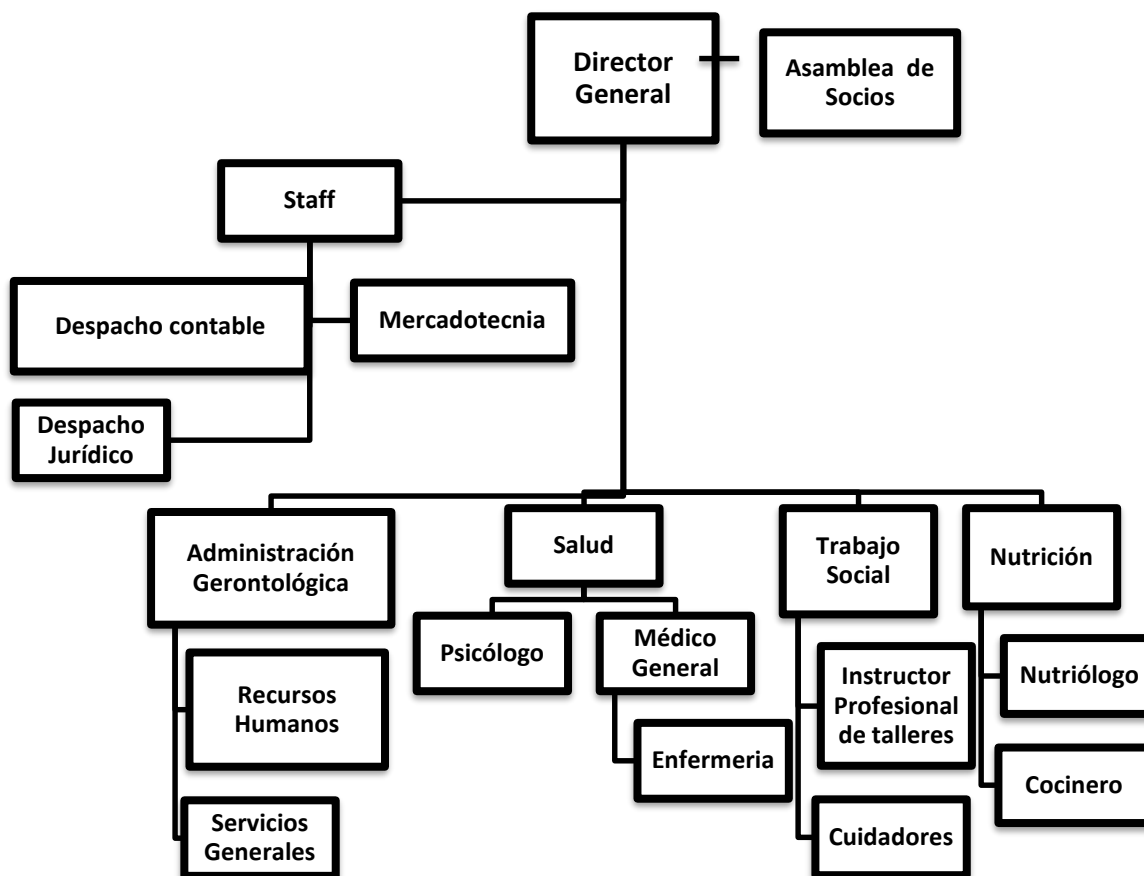 Director
General
Asamblea de
Socios
Staff
Despacho contable
Mercadotecnia
Despacho
Jurídico
Administración
Gerontológica
Salud
Trabajo
Social
Nutrición
Psicólogo
Médico
General
Recursos
Humanos
Instructor
Profesional
de talleres
Nutriólogo
Enfermeria
Cocinero
Servicios
Generales
Cuidadores